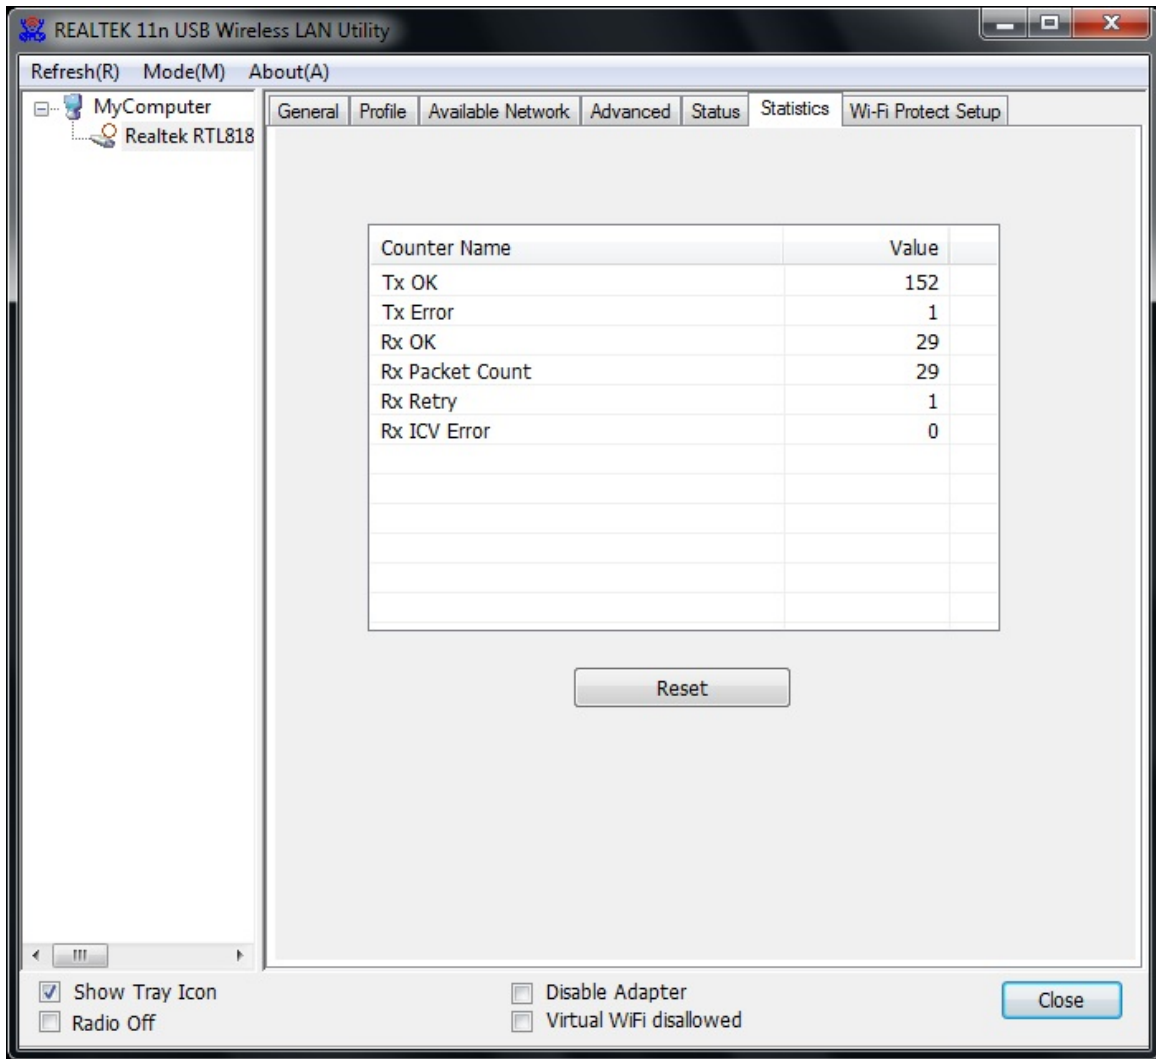 REALTEK 11n USB Wireless LAN Utility
Refresh(R) Mode(M) About(A)
MyComputer
Realtek RTL818
General Profile Available Network Advanced Status Statistics Wi-Fi Protect Setup
Counter Name Value
Tx OK 152
Tx Error 1
Rx OK 29
Rx Packet Count 29
Rx Retry 1
Rx ICV Error 0
Reset
Show Tray Icon Disable Adapter Close
Radio Off Virtual WiFi disallowed